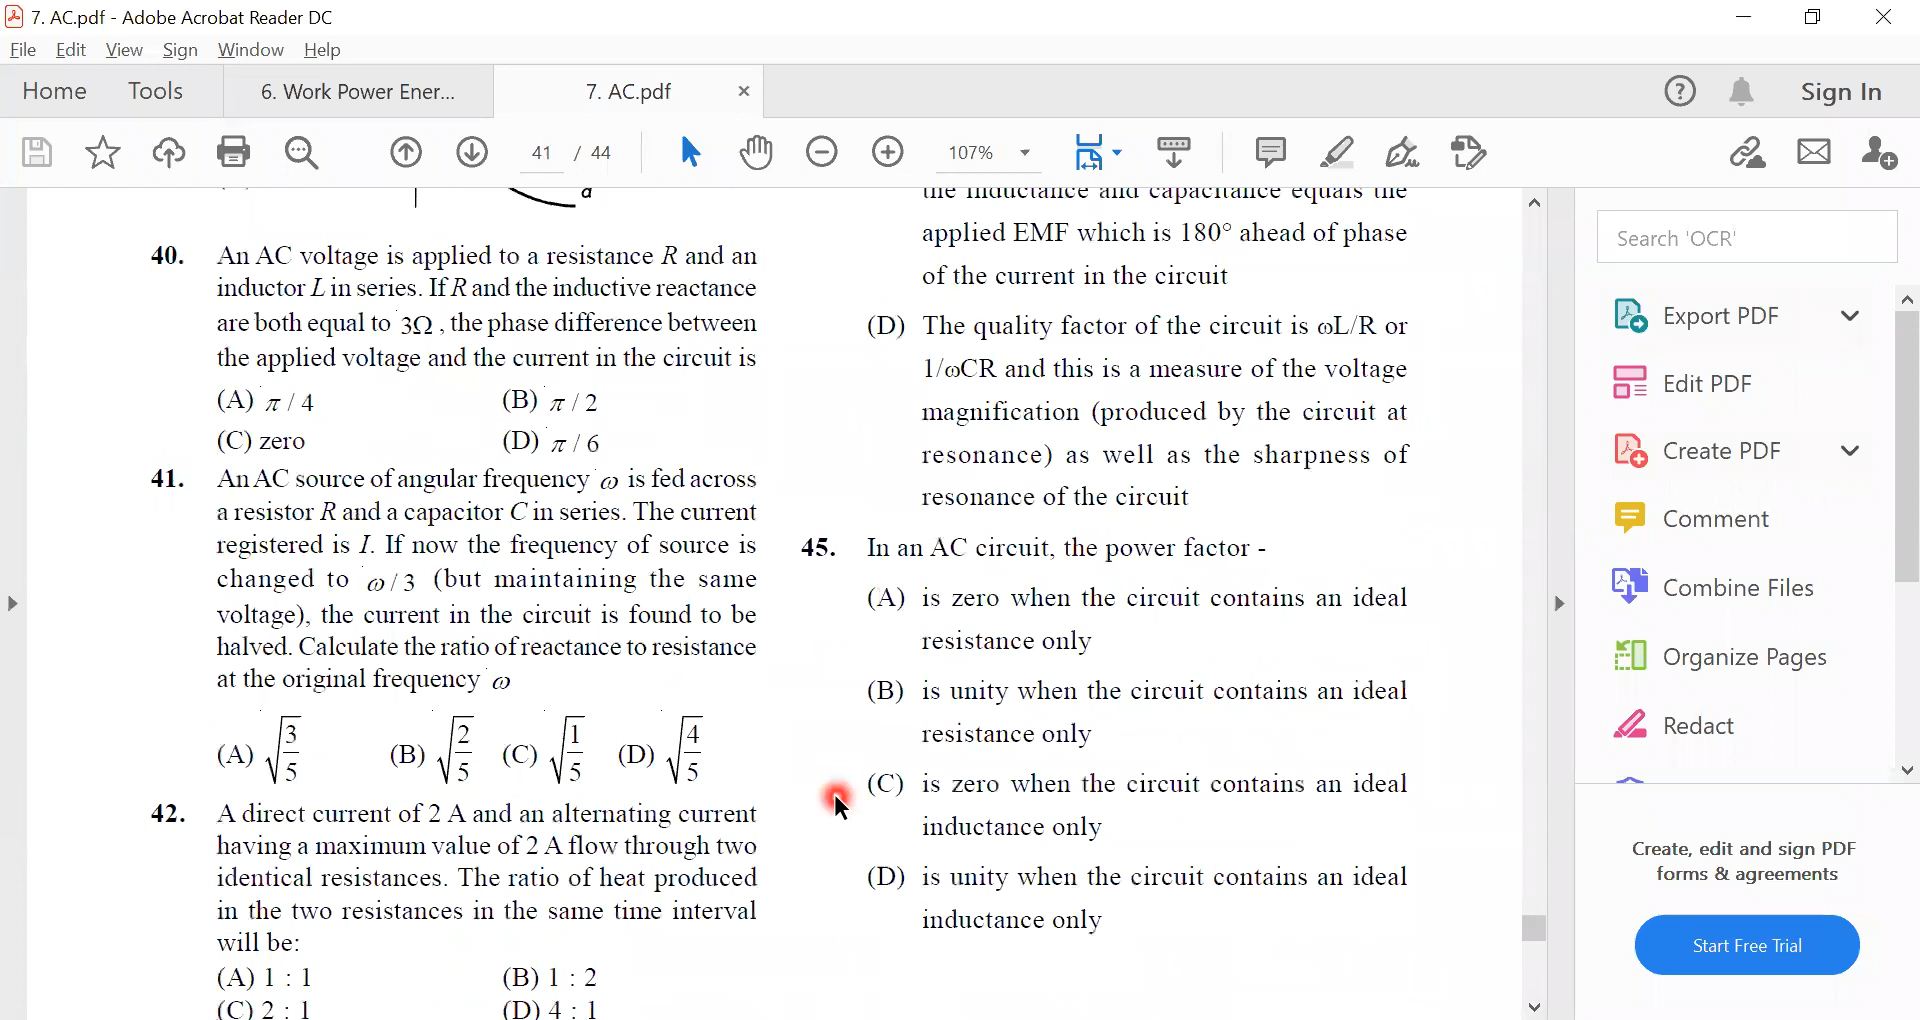 7. AC.pdf - Adobe Acrobat Reader DC
File Edit View Sign Window Help
Home Tools 6. Work Power Ener... 7. AC.pdf × Sign In
41 / 44 107%
a
40. An AC voltage is applied to a resistance R and an
inductor L in series. If R and the inductive reactance
are both equal to 3Ω , the phase difference between
the applied voltage and the current in the circuit is
(A) π / 4 (B) π / 2
(C) zero (D) π / 6
41. An AC source of angular frequency ω is fed across
a resistor R and a capacitor C in series. The current
registered is I. If now the frequency of source is
changed to ω / 3 (but maintaining the same
voltage), the current in the circuit is found to be
halved. Calculate the ratio of reactance to resistance
at the original frequency ω
(A) √(3/5) (B) √(2/5) (C) √(1/5) (D) √(4/5)
42. A direct current of 2 A and an alternating current
having a maximum value of 2 A flow through two
identical resistances. The ratio of heat produced
in the two resistances in the same time interval
will be:
(A) 1 : 1 (B) 1 : 2
(C) 2 : 1 (D) 4 : 1
the inductance and capacitance equals the
applied EMF which is 180° ahead of phase
of the current in the circuit
(D) The quality factor of the circuit is ωL/R or
1/ωCR and this is a measure of the voltage
magnification (produced by the circuit at
resonance) as well as the sharpness of
resonance of the circuit
45. In an AC circuit, the power factor -
(A) is zero when the circuit contains an ideal
resistance only
(B) is unity when the circuit contains an ideal
resistance only
(C) is zero when the circuit contains an ideal
inductance only
(D) is unity when the circuit contains an ideal
inductance only
Search 'OCR'
Export PDF
Edit PDF
Create PDF
Comment
Combine Files
Organize Pages
Redact
Create, edit and sign PDF
forms & agreements
Start Free Trial